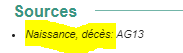 Sources
• Naissance, décès: AG13